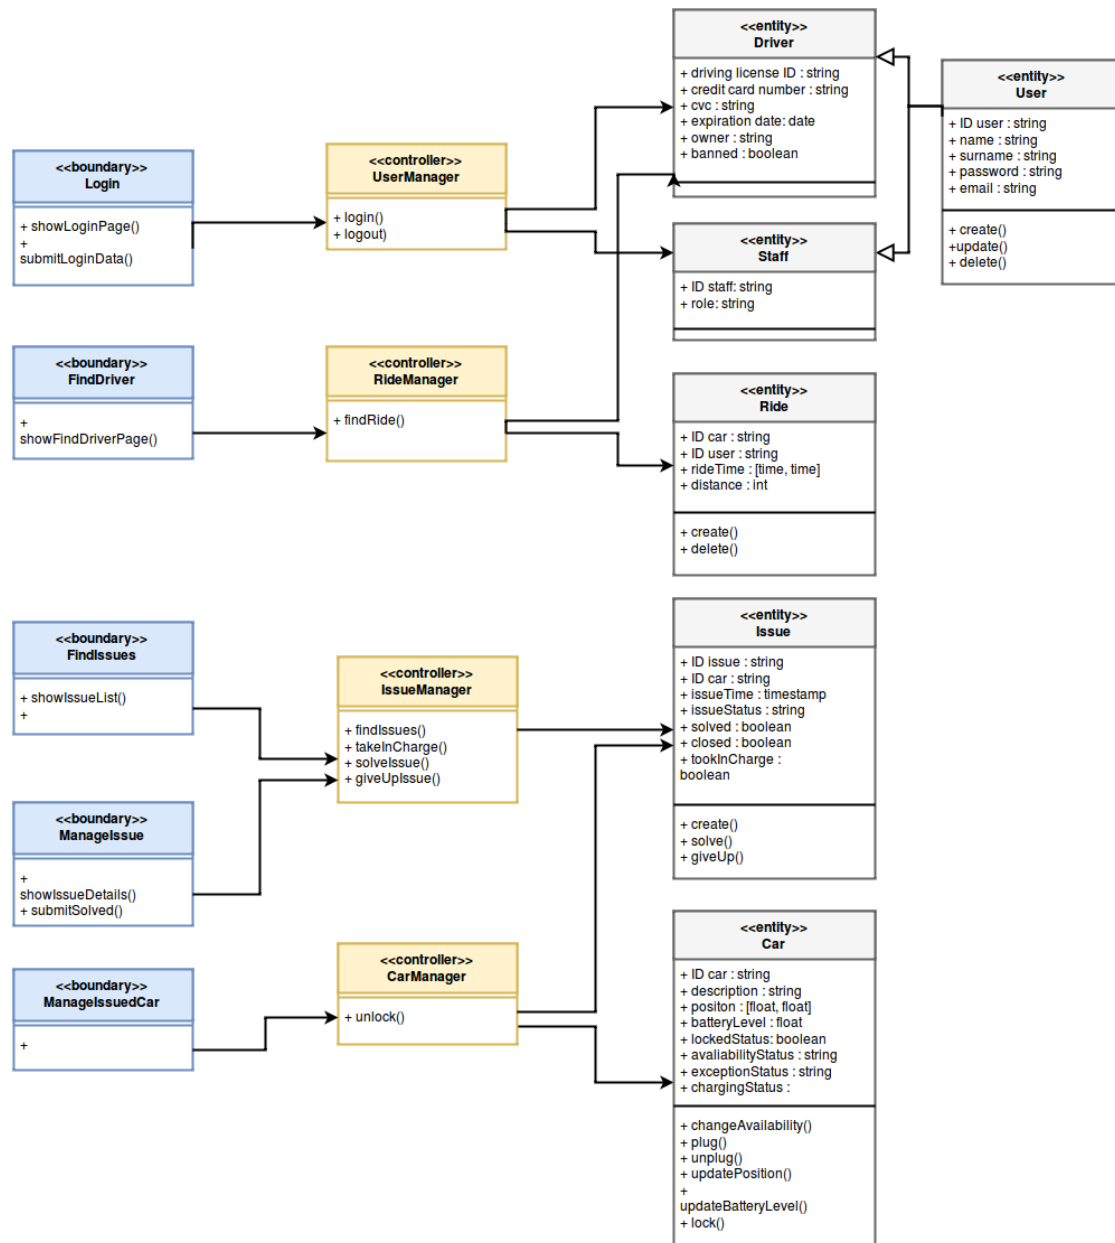 <<entity>>
Driver
+ driving license ID : string
+ credit card number : string
+ cvc : string
+ expiration date: date
+ owner : string
+ banned : boolean
<<entity>>
User
+ ID user : string
+ name : string
+ surname : string
+ password : string
+ email : string
+ create()
+update()
+ delete()
<<boundary>>
Login
+ showLoginPage()
+
submitLoginData()
<<controller>>
UserManager
+ login()
+ logout)
<<entity>>
Staff
+ ID staff: string
+ role: string
<<boundary>>
FindDriver
+
showFindDriverPage()
<<controller>>
RideManager
+ findRide()
<<entity>>
Ride
+ ID car : string
+ ID user : string
+ rideTime : [time, time]
+ distance : int
+ create()
+ delete()
<<boundary>>
FindIssues
+ showIssueList()
+
<<controller>>
IssueManager
+ findIssues()
+ takeInCharge()
+ solveIssue()
+ giveUpIssue()
<<entity>>
Issue
+ ID issue : string
+ ID car : string
+ issueTime : timestamp
+ issueStatus : string
+ solved : boolean
+ closed : boolean
+ tookInCharge :
boolean
+ create()
+ solve()
+ giveUp()
<<boundary>>
ManageIssue
+
showIssueDetails()
+ submitSolved()
<<boundary>>
ManageIssuedCar
+
<<controller>>
CarManager
+ unlock()
<<entity>>
Car
+ ID car : string
+ description : string
+ positon : [float, float]
+ batteryLevel : float
+ lockedStatus: boolean
+ avaliabilityStatus : string
+ exceptionStatus : string
+ chargingStatus :
+ changeAvailability()
+ plug()
+ unplug()
+ updatePosition()
+
updateBatteryLevel()
+ lock()